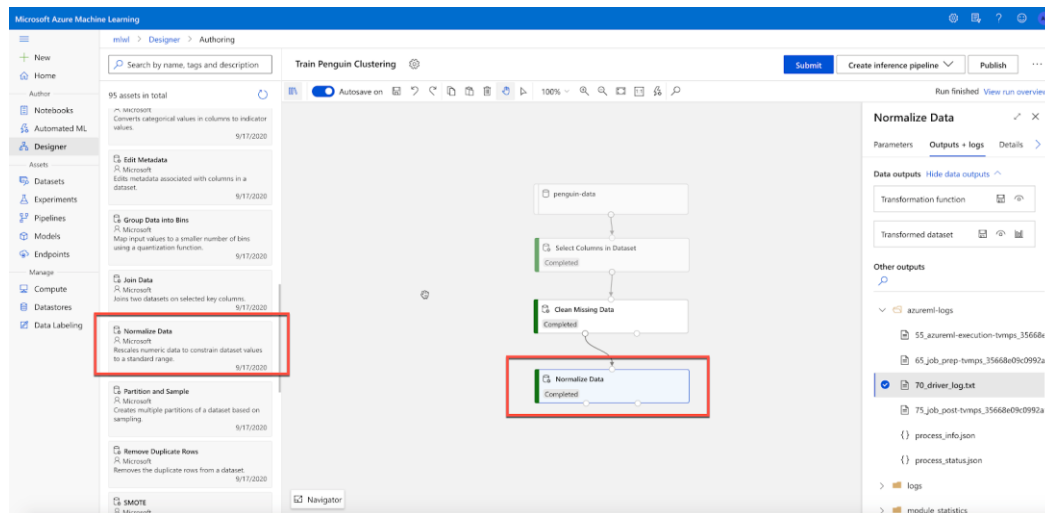 Microsoft Azure Machine Learning
mlwl > Designer > Authoring
New
Home
Author
Notebooks
Automated ML
Designer
Assets
Datasets
Experiments
Pipelines
Models
Endpoints
Manage
Compute
Datastores
Data Labeling
Search by name, tags and description
95 assets in total
Microsoft
Converts categorical values in columns to indicator
values.
9/17/2020
Edit Metadata
Microsoft
Edits metadata associated with columns in a
dataset.
9/17/2020
Group Data into Bins
Microsoft
Map input values to a smaller number of bins
using a quantization function.
9/17/2020
Join Data
Microsoft
Joins two datasets on selected key columns.
9/17/2020
Normalize Data
Microsoft
Rescales numeric data to constrain dataset values
to a standard range.
9/17/2020
Partition and Sample
Microsoft
Creates multiple partitions of a dataset based on
sampling.
9/17/2020
Remove Duplicate Rows
Microsoft
Removes the duplicate rows from a dataset.
9/17/2020
SMOTE
Microsoft
Train Penguin Clustering
Submit
Create inference pipeline
Publish
Autosave on
100%
Run finished View run overview
penguin-data
Select Columns in Dataset
Completed
Clean Missing Data
Completed
Normalize Data
Completed
Navigator
Normalize Data
Parameters Outputs + logs Details
Data outputs Hide data outputs
Transformation function
Transformed dataset
Other outputs
azureml-logs
55_azureml-execution-tvmps_35668e
65_job_prep-tvmps_35668e09c0992a
70_driver_log.txt
75_job_post-tvmps_35668e09c0992a
{} process_info.json
{} process_status.json
logs
module_statistics